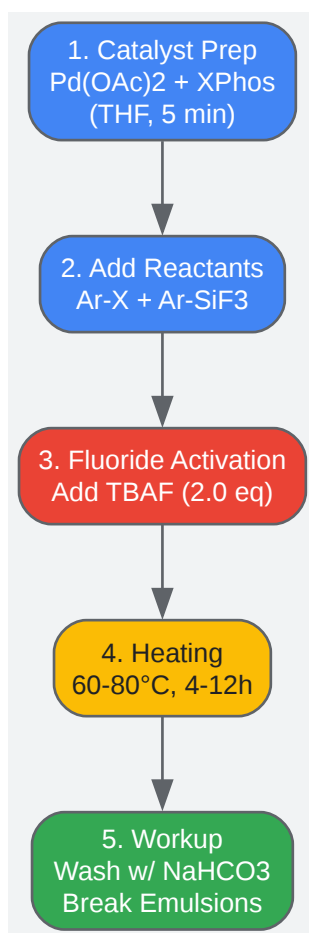 1. Catalyst Prep
Pd(OAc)2 + XPhos
(THF, 5 min)
2. Add Reactants
Ar-X + Ar-SiF3
3. Fluoride Activation
Add TBAF (2.0 eq)
4. Heating
60-80°C, 4-12h
5. Workup
Wash w/ NaHCO3
Break Emulsions